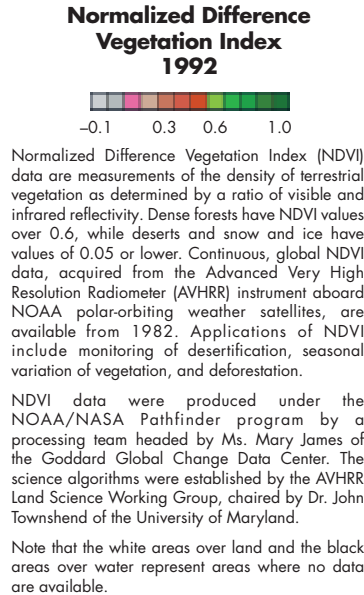 Normalized Difference
Vegetation Index
1992
–0.1 0.3 0.6 1.0
Normalized Difference Vegetation Index (NDVI)
data are measurements of the density of terrestrial
vegetation as determined by a ratio of visible and
infrared reflectivity. Dense forests have NDVI values
over 0.6, while deserts and snow and ice have
values of 0.05 or lower. Continuous, global NDVI
data, acquired from the Advanced Very High
Resolution Radiometer (AVHRR) instrument aboard
NOAA polar-orbiting weather satellites, are
available from 1982. Applications of NDVI
include monitoring of desertification, seasonal
variation of vegetation, and deforestation.
NDVI data were produced under the
NOAA/NASA Pathfinder program by a
processing team headed by Ms. Mary James of
the Goddard Global Change Data Center. The
science algorithms were established by the AVHRR
Land Science Working Group, chaired by Dr. John
Townshend of the University of Maryland.
Note that the white areas over land and the black
areas over water represent areas where no data
are available.